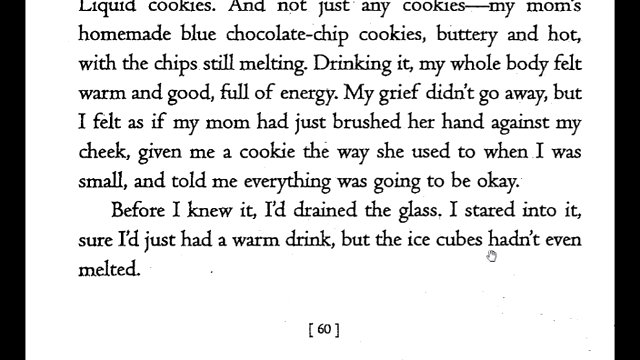 Liquid cookies. And not just any cookies—my mom's
homemade blue chocolate-chip cookies, buttery and hot,
with the chips still melting. Drinking it, my whole body felt
warm and good, full of energy. My grief didn't go away, but
I felt as if my mom had just brushed her hand against my
cheek, given me a cookie the way she used to when I was
small, and told me everything was going to be okay.
Before I knew it, I'd drained the glass. I stared into it,
sure I'd just had a warm drink, but the ice cubes hadn't even
melted.
[ 60 ]